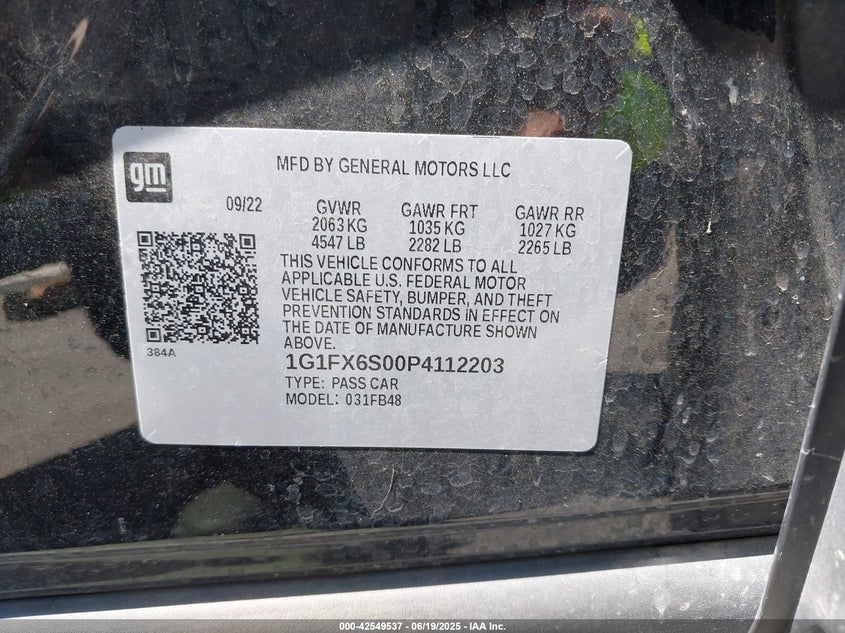 gm
MFD BY GENERAL MOTORS LLC
09/22 GVWR GAWR FRT GAWR RR
2063 KG 1035 KG 1027 KG
4547 LB 2282 LB 2265 LB
THIS VEHICLE CONFORMS TO ALL
APPLICABLE U.S. FEDERAL MOTOR
VEHICLE SAFETY, BUMPER, AND THEFT
PREVENTION STANDARDS IN EFFECT ON
THE DATE OF MANUFACTURE SHOWN
ABOVE.
384A
1G1FX6S00P4112203
TYPE: PASS CAR
MODEL: 031FB48
000-42549537 - 06/19/2025 - IAA Inc.